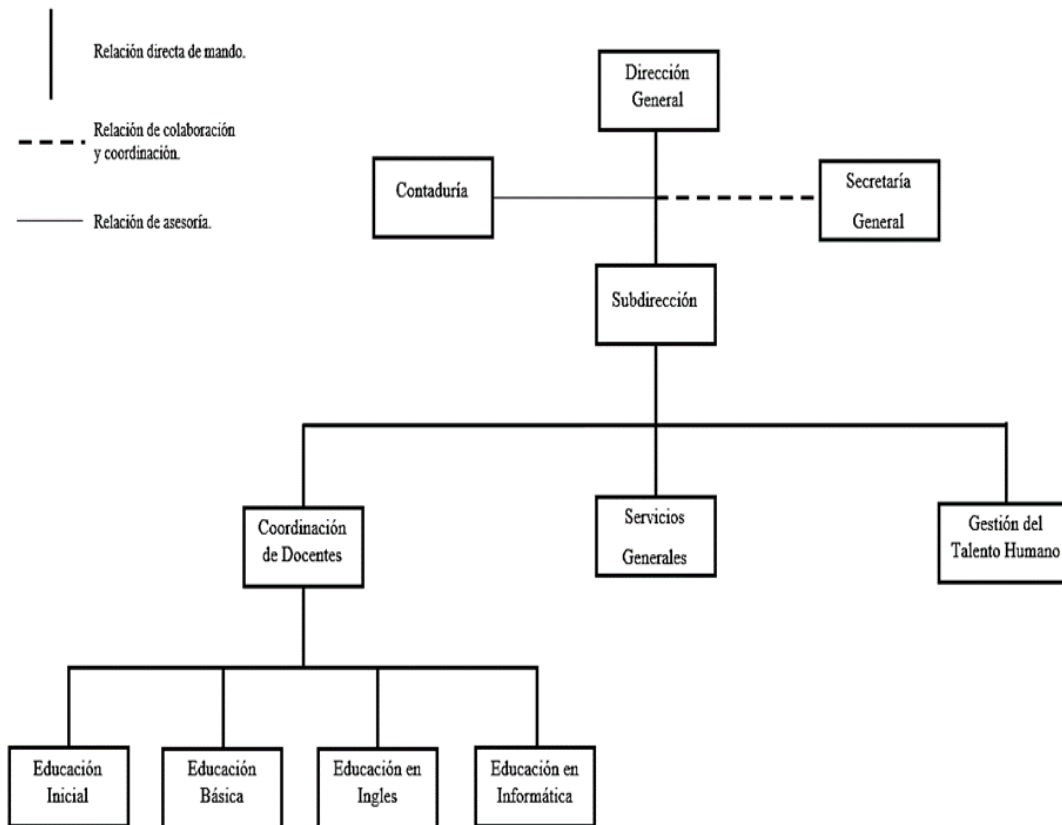 Relación directa de mando.
Relación de colaboración
y coordinación.
Relación de asesoría.
Dirección
General
Contaduría
Secretaría
General
Subdirección
Coordinación
de Docentes
Servicios
Generales
Gestión del
Talento Humano
Educación
Inicial
Educación
Básica
Educación en
Ingles
Educación en
Informática